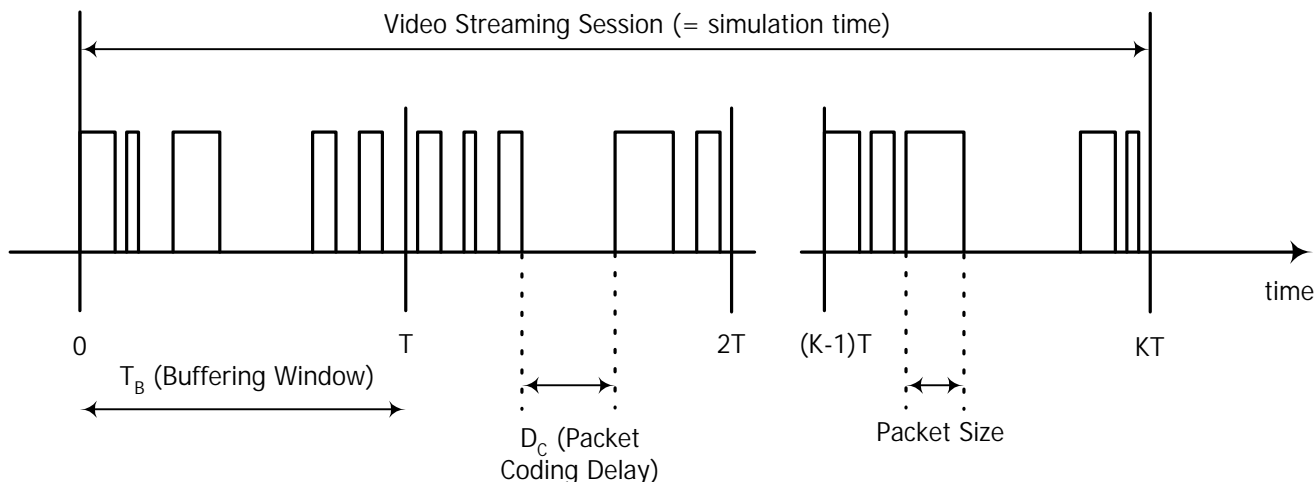 Video Streaming Session (= simulation time)
time
0
T
2T
(K-1)T
KT
T_B (Buffering Window)
D_C (Packet
Coding Delay)
Packet Size